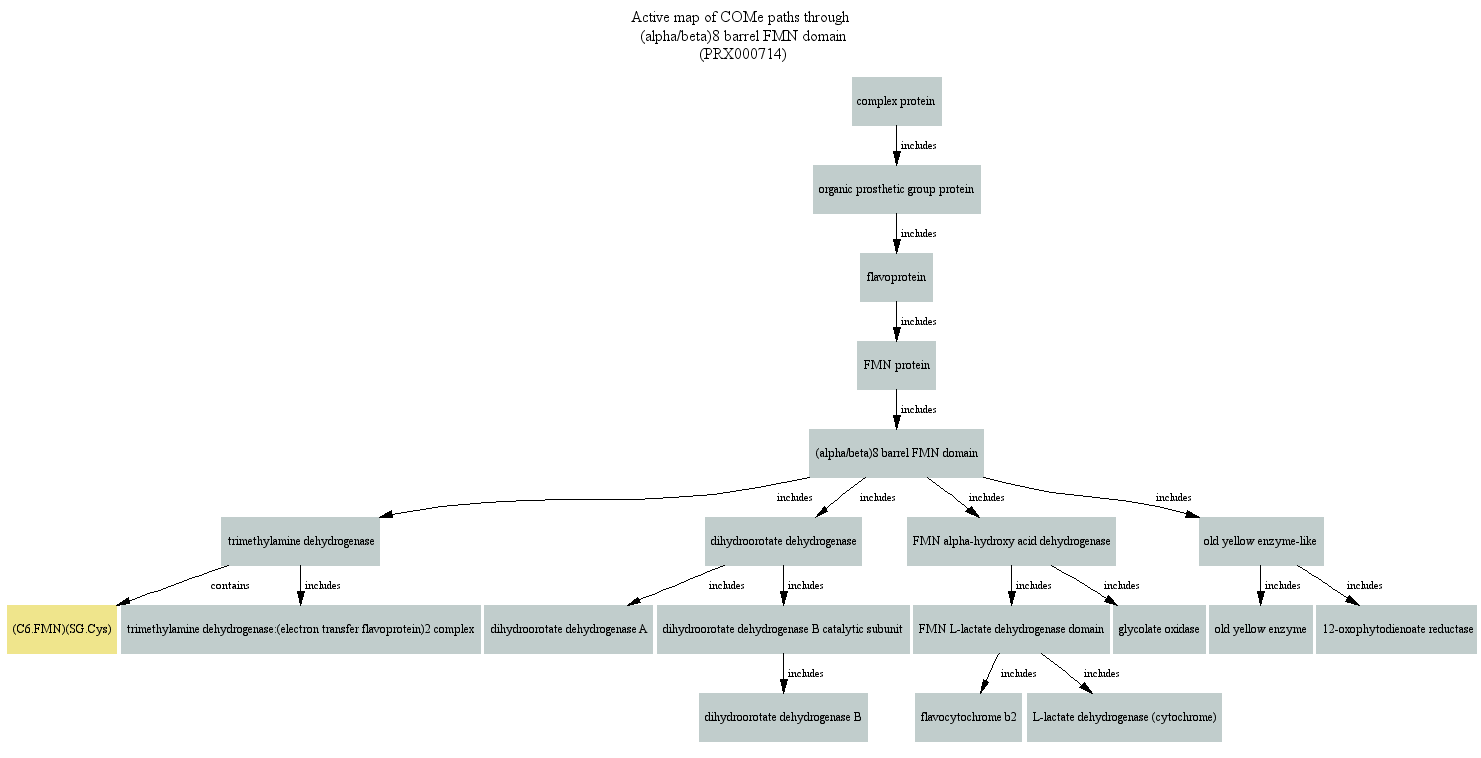 Active map of COMe paths through
(alpha/beta)8 barrel FMN domain
(PRX000714)
complex protein
includes
organic prosthetic group protein
includes
flavoprotein
includes
FMN protein
includes
(alpha/beta)8 barrel FMN domain
includes includes includes includes
trimethylamine dehydrogenase dihydroorotate dehydrogenase FMN alpha-hydroxy acid dehydrogenase old yellow enzyme-like
contains includes includes includes includes includes includes includes
(C6.FMN)(SG.Cys) trimethylamine dehydrogenase:(electron transfer flavoprotein)2 complex dihydroorotate dehydrogenase A dihydroorotate dehydrogenase B catalytic subunit FMN L-lactate dehydrogenase domain glycolate oxidase old yellow enzyme 12-oxophytodienoate reductase
includes includes includes
dihydroorotate dehydrogenase B flavocytochrome b2 L-lactate dehydrogenase (cytochrome)